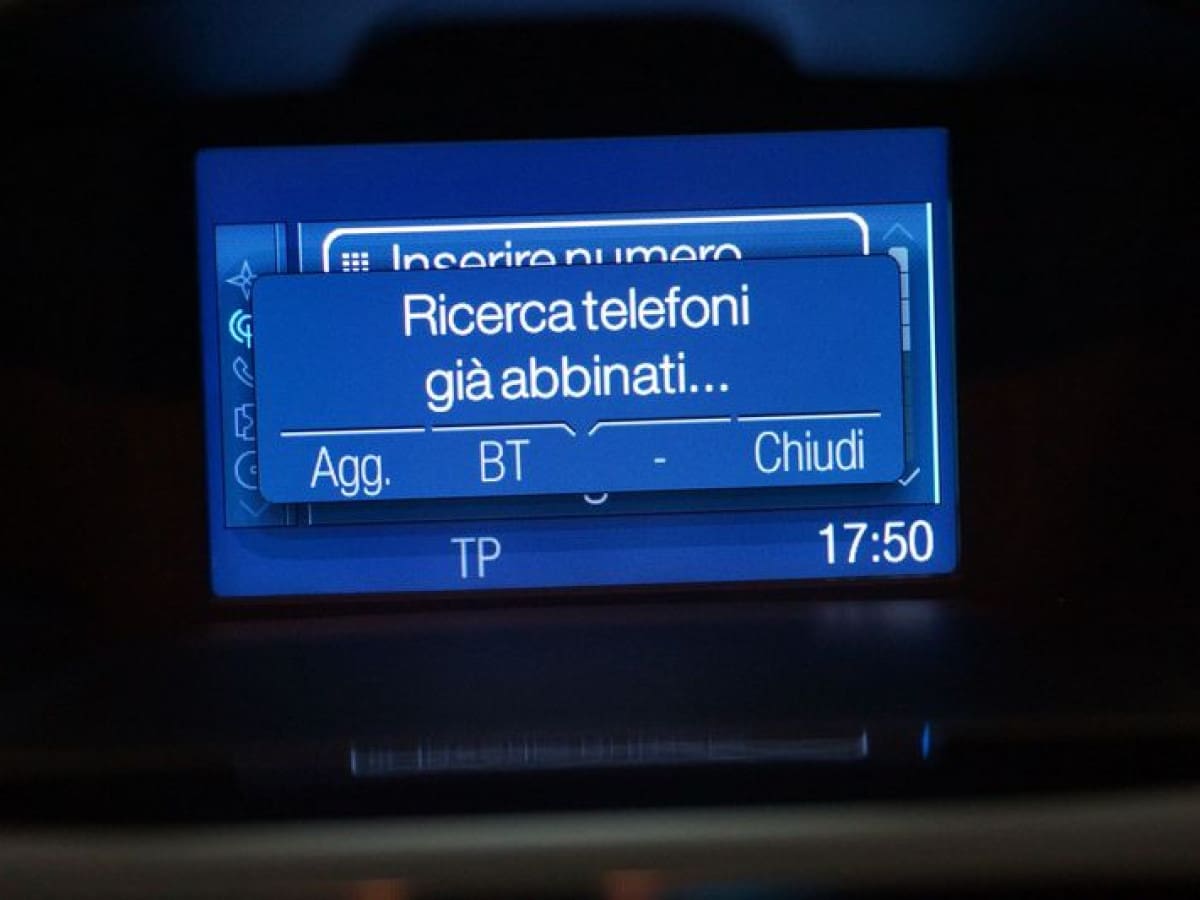 Inserire numero
Ricerca telefoni
già abbinati...
Agg. BT - Chiudi
TP 17:50